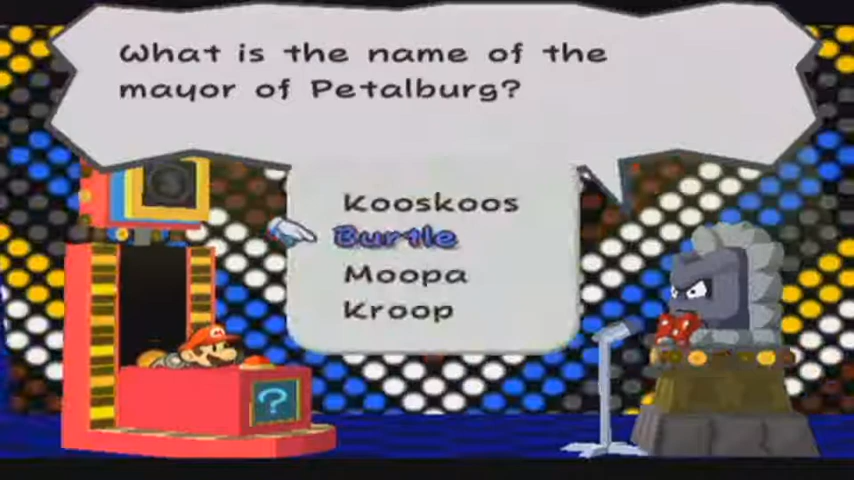 What is the name of the
mayor of Petalburg?
Kooskoos
Burtle
Moopa
Kroop
?